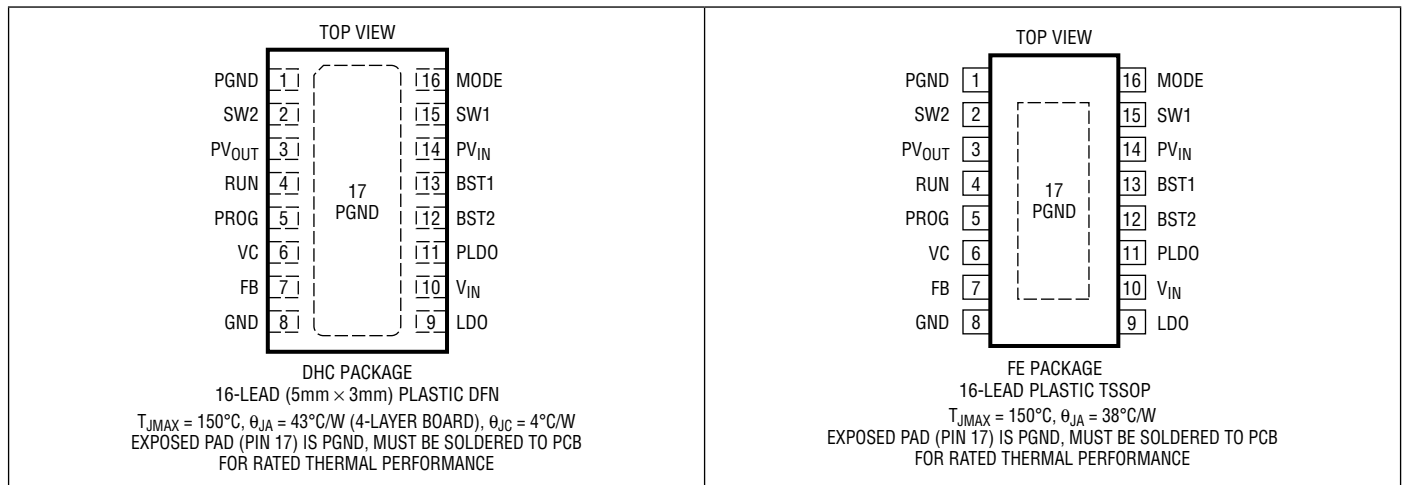 TOP VIEW
PGND 1 16 MODE
SW2 2 15 SW1
PVOUT 3 14 PVIN
RUN 4 13 BST1
PROG 5 12 BST2
VC 6 11 PLDO
FB 7 10 VIN
GND 8 9 LDO
17
PGND
DHC PACKAGE
16-LEAD (5mm × 3mm) PLASTIC DFN
TJMAX = 150°C, θJA = 43°C/W (4-LAYER BOARD), θJC = 4°C/W
EXPOSED PAD (PIN 17) IS PGND, MUST BE SOLDERED TO PCB
FOR RATED THERMAL PERFORMANCE
TOP VIEW
PGND 1 16 MODE
SW2 2 15 SW1
PVOUT 3 14 PVIN
RUN 4 13 BST1
PROG 5 12 BST2
VC 6 11 PLDO
FB 7 10 VIN
GND 8 9 LDO
17
PGND
FE PACKAGE
16-LEAD PLASTIC TSSOP
TJMAX = 150°C, θJA = 38°C/W
EXPOSED PAD (PIN 17) IS PGND, MUST BE SOLDERED TO PCB
FOR RATED THERMAL PERFORMANCE